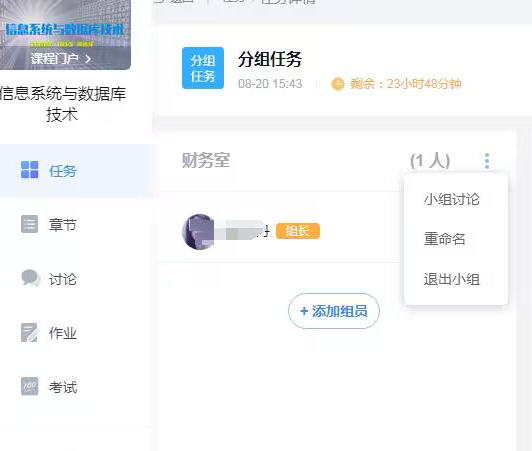 信息系统与数据库技术
课程门户 >
信息系统与数据库
技术
任务
章节
讨论
作业
考试
分组
任务
分组任务
08-20 15:43
剩余：23小时48分钟
财务室
(1 人)
小组讨论
重命名
退出小组
组长
+ 添加组员